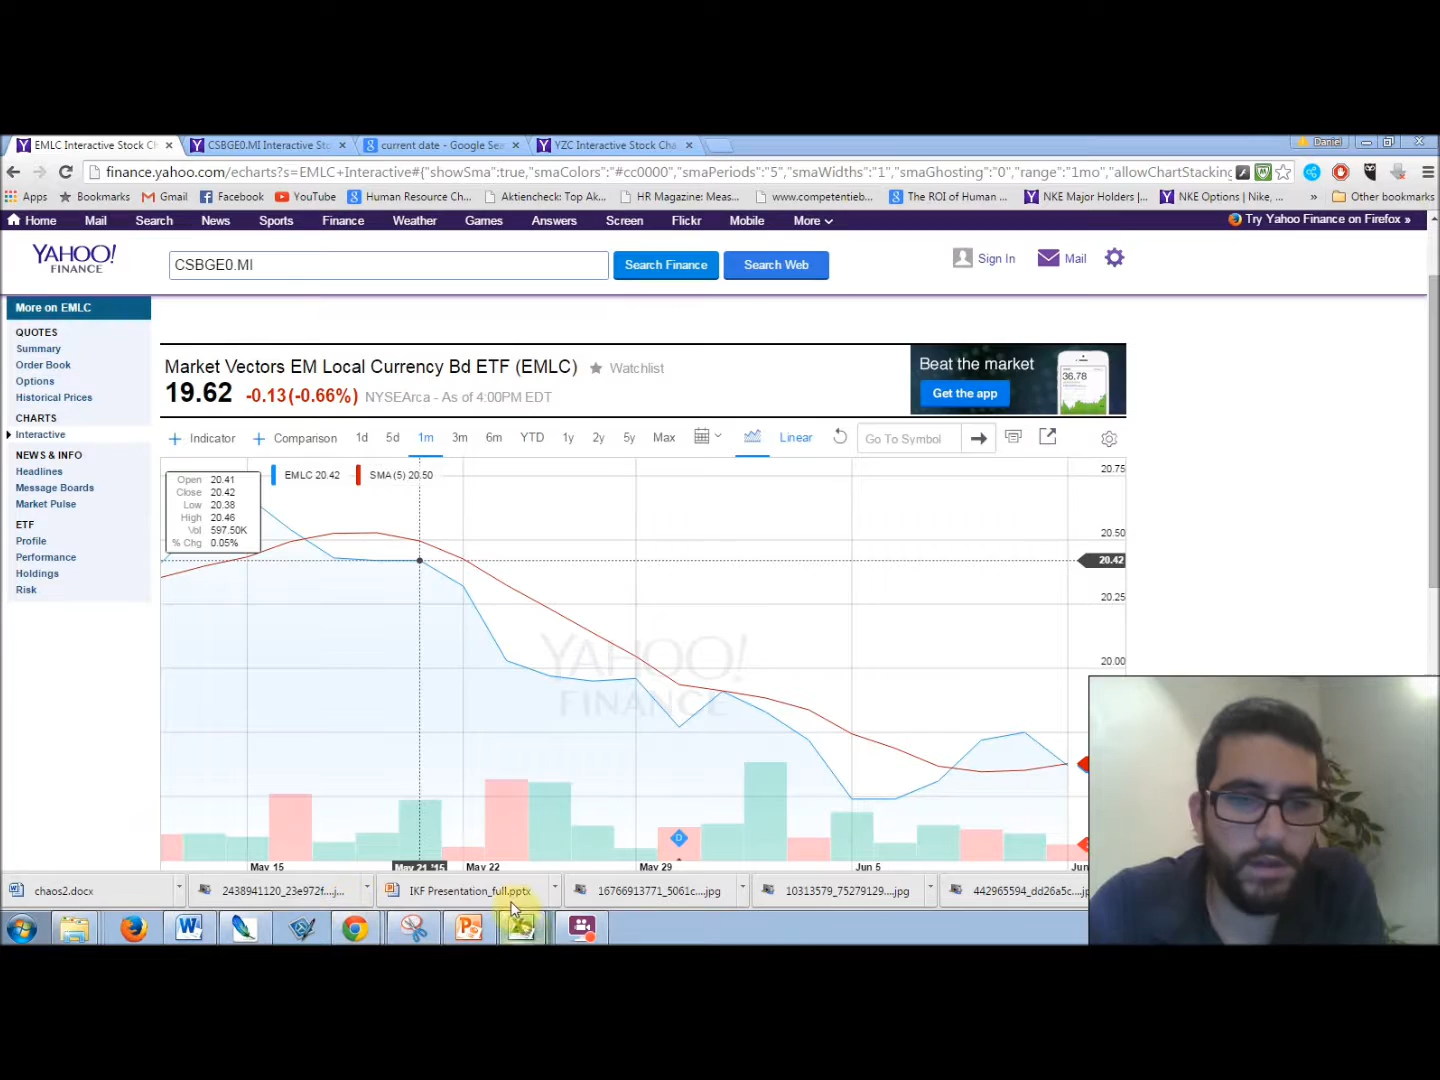 EMLC Interactive Stock Ch
CSBGE0.MI Interactive Sto
current date - Google Sea
YZC Interactive Stock Cha
Daniel
finance.yahoo.com/echarts?s=EMLC+Interactive#{"showSma":true,"smaColors":"#cc0000","smaPeriods":"5","smaWidths":"1","smaGhosting":"0","range":"1mo","allowChartStacking
Apps Bookmarks Gmail Facebook YouTube Human Resource Ch... Aktiencheck: Top Ak... HR Magazine: Meas... www.competentieb... The ROI of Human ... NKE Major Holders |... NKE Options | Nike, ... » Other bookmarks
Home Mail Search News Sports Finance Weather Games Answers Screen Flickr Mobile More Try Yahoo Finance on Firefox »
YAHOO!
FINANCE
CSBGE0.MI
Search Finance
Search Web
Sign In
Mail
More on EMLC
QUOTES
Summary
Order Book
Options
Historical Prices
CHARTS
Interactive
NEWS & INFO
Headlines
Message Boards
Market Pulse
ETF
Profile
Performance
Holdings
Risk
Market Vectors EM Local Currency Bd ETF (EMLC) Watchlist
19.62 -0.13(-0.66%) NYSEArca - As of 4:00PM EDT
Beat the market
36.78
Get the app
Indicator Comparison 1d 5d 1m 3m 6m YTD 1y 2y 5y Max Linear Go To Symbol
Open 20.41
Close 20.42
Low 20.38
High 20.46
Vol 597.50K
% Chg 0.05%
EMLC 20.42
SMA (5) 20.50
20.75
20.50
20.42
20.25
20.00
YAHOO!
FINANCE
D
May 15 May 21 '15 May 22 May 29 Jun 5 Jun
chaos2.docx
2438941120_23e972f....j...
IKF Presentation_full.pptx
16766913771_5061c....jpg
10313579_75279129....jpg
442965594_dd26a5c....jp